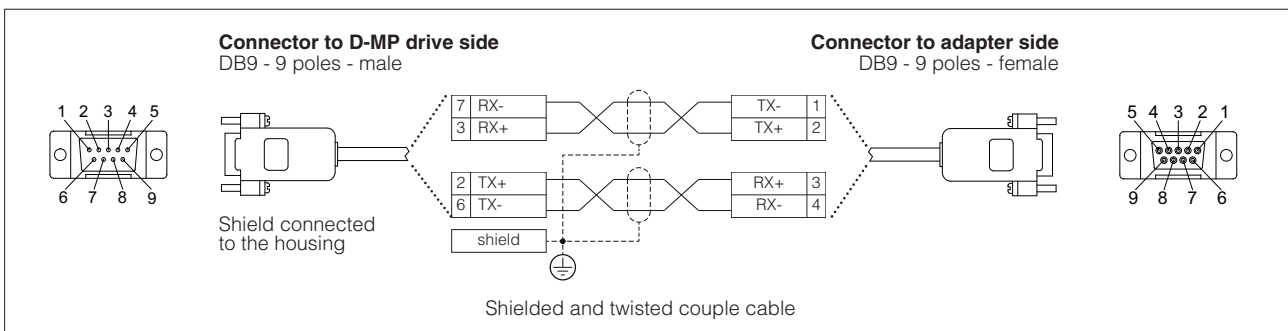 Connector to D-MP drive side
DB9 - 9 poles - male
Connector to adapter side
DB9 - 9 poles - female
1 2 3 4 5
6 7 8 9
7 RX-
3 RX+
TX- 1
TX+ 2
2 TX+
6 TX-
RX+ 3
RX- 4
5 4 3 2 1
9 8 7 6
Shield connected
to the housing
shield
Shielded and twisted couple cable